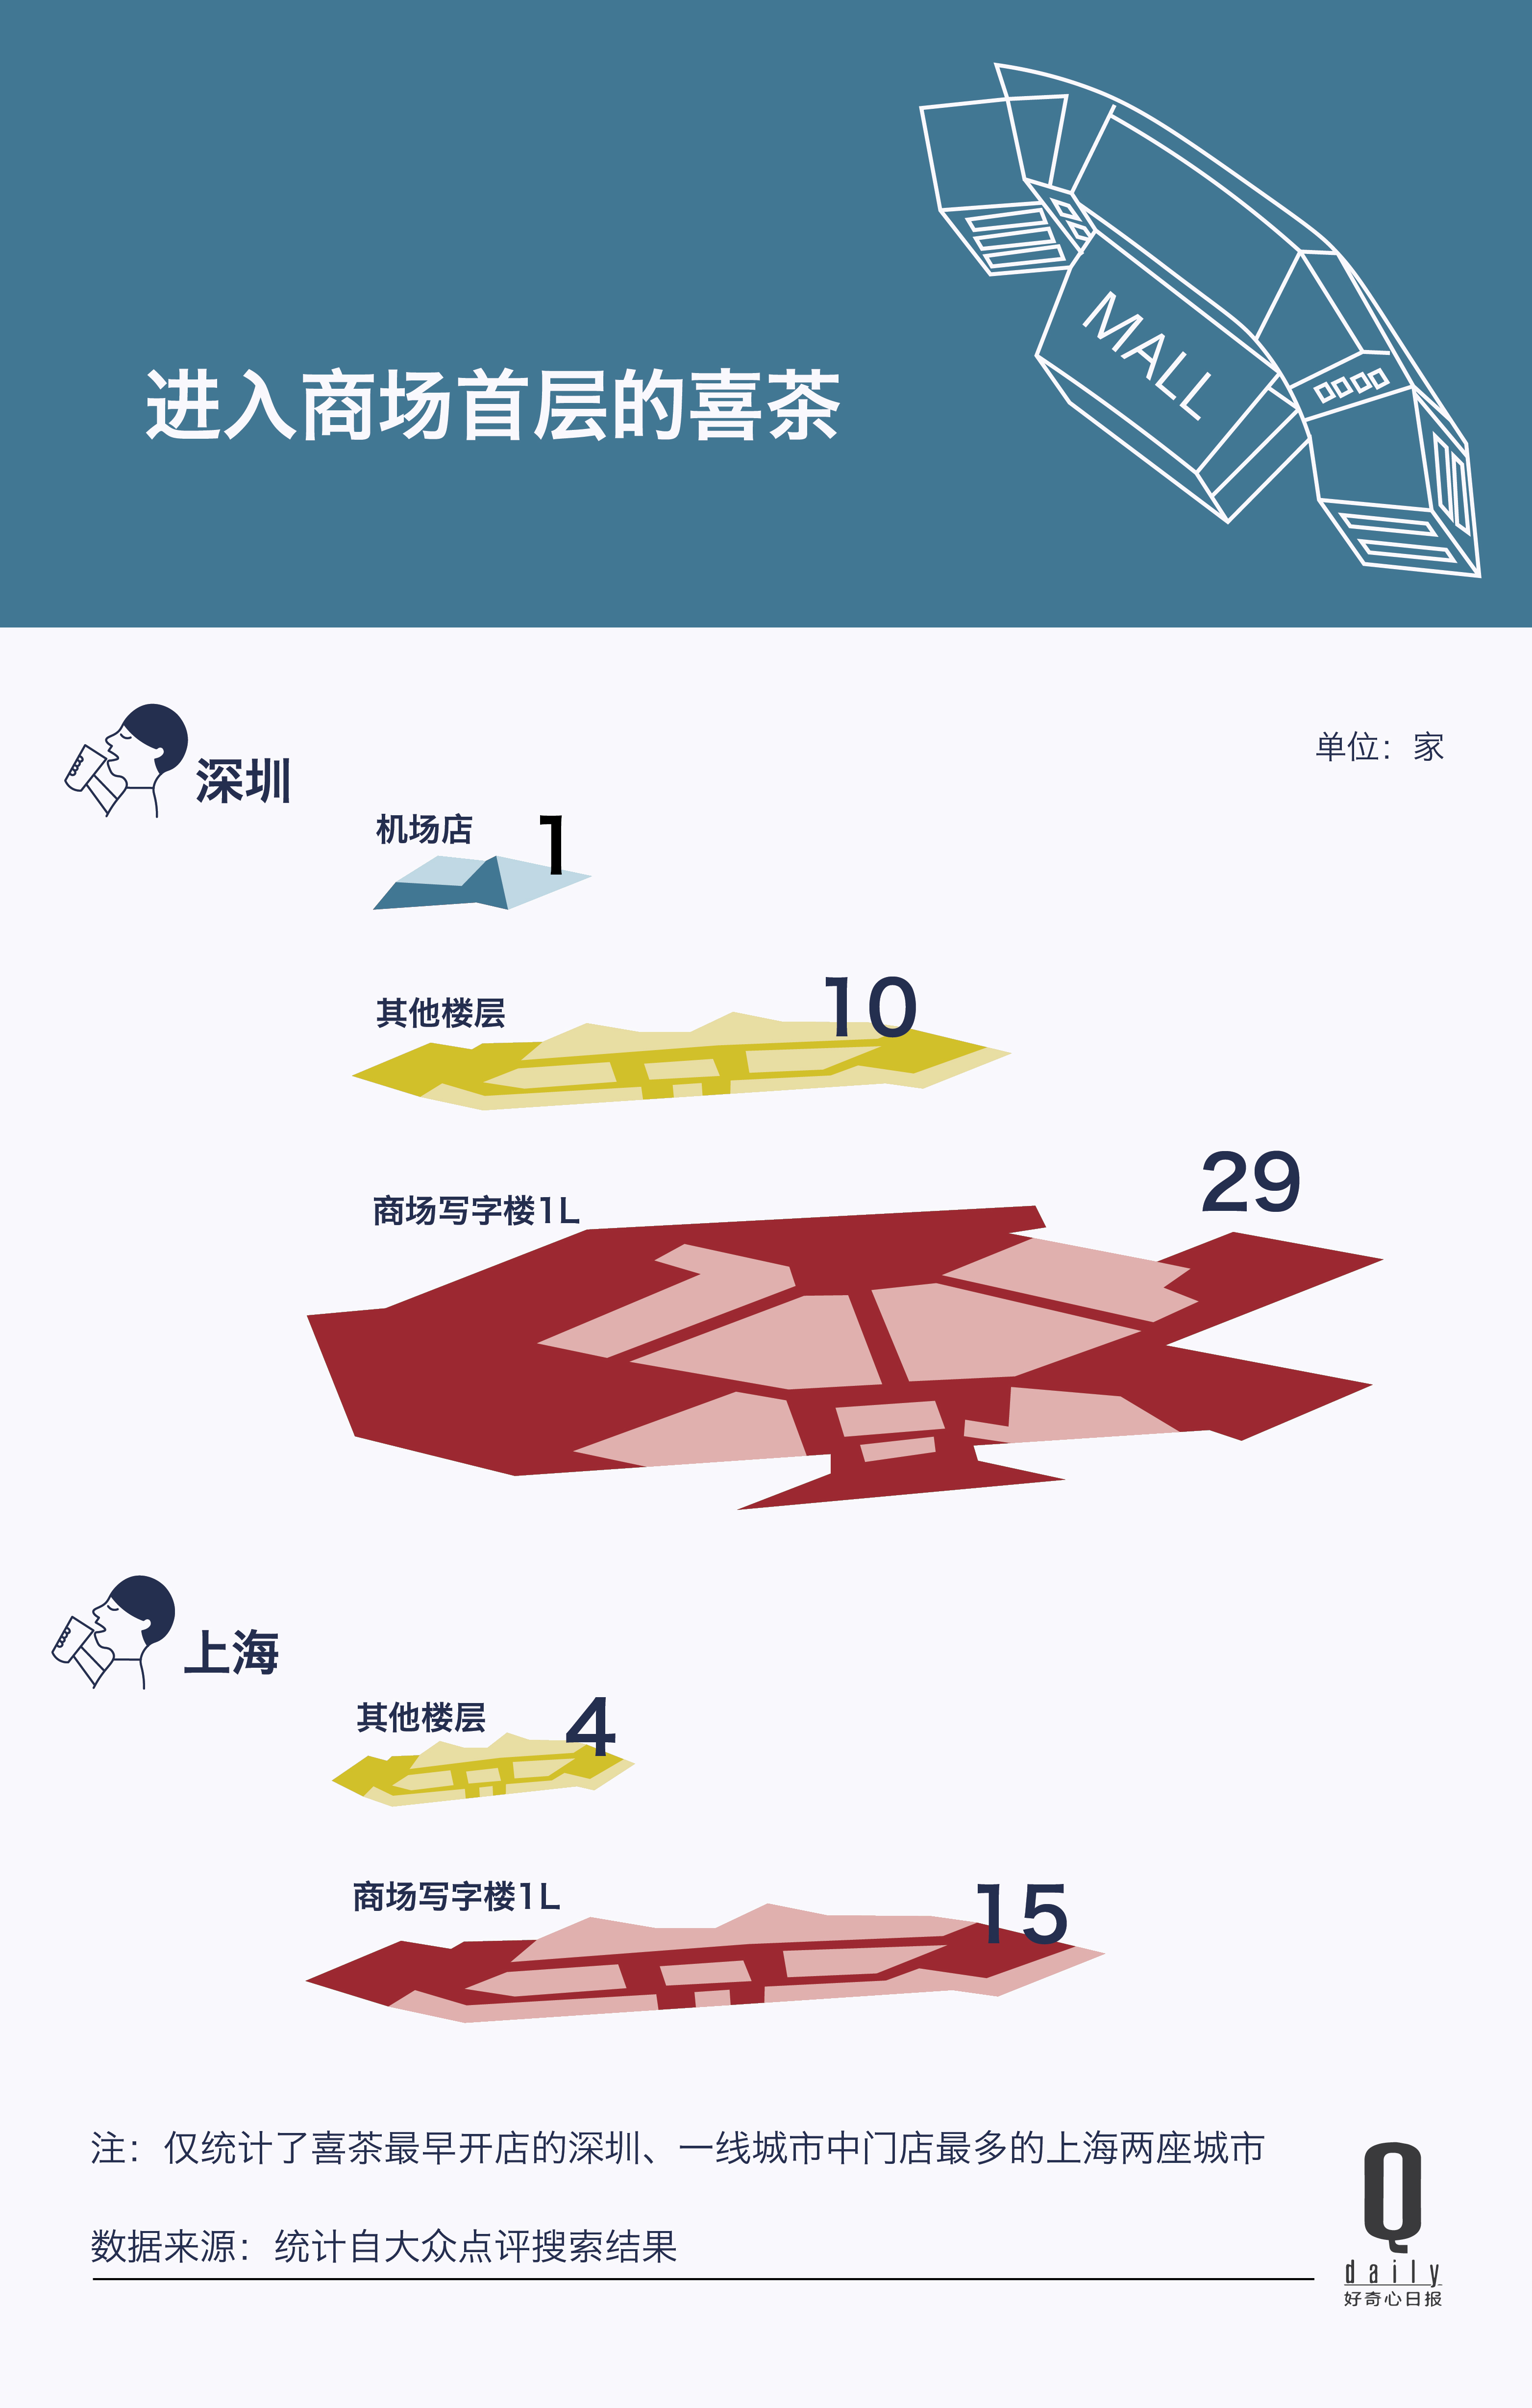 MALL
进入商场首层的喜茶
单位：家
深圳
机场店
1
其他楼层
10
商场写字楼1L
29
上海
其他楼层
4
商场写字楼1L
15
注：仅统计了喜茶最早开店的深圳、一线城市中门店最多的上海两座城市
数据来源：统计自大众点评搜索结果
Q
daily
好奇心日报